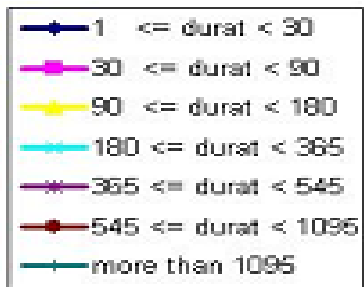 1 <= durat < 30
30 <= durat < 90
90 <= durat < 180
180 <= durat < 365
365 <= durat < 545
545 <= durat < 1095
more than 1095